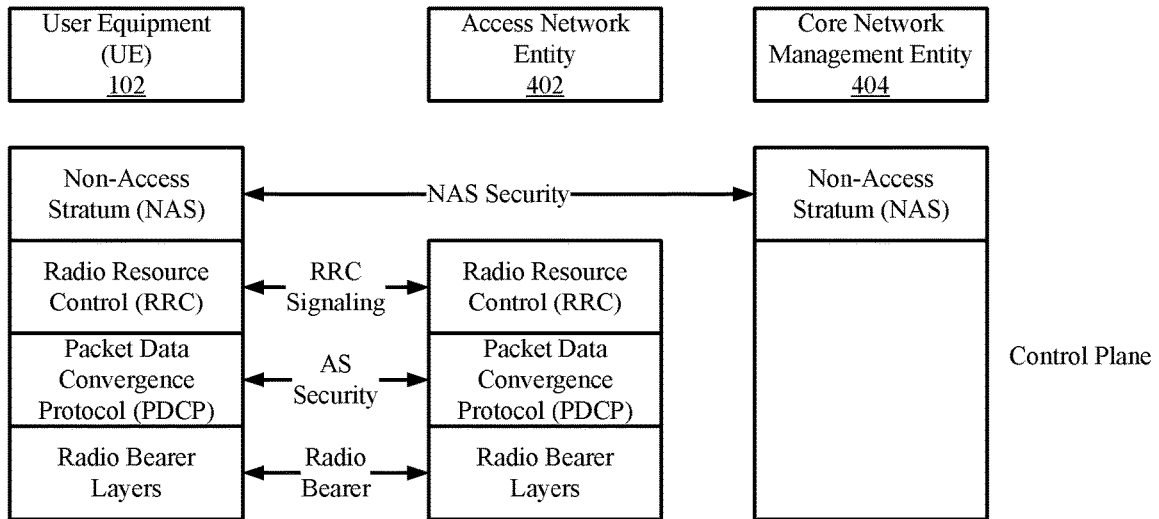 User Equipment
(UE)
102
Access Network
Entity
402
Core Network
Management Entity
404
Non-Access
Stratum (NAS)
NAS Security
Non-Access
Stratum (NAS)
Radio Resource
Control (RRC)
RRC
Signaling
Radio Resource
Control (RRC)
Packet Data
Convergence
Protocol (PDCP)
AS
Security
Packet Data
Convergence
Protocol (PDCP)
Control Plane
Radio Bearer
Layers
Radio
Bearer
Radio Bearer
Layers